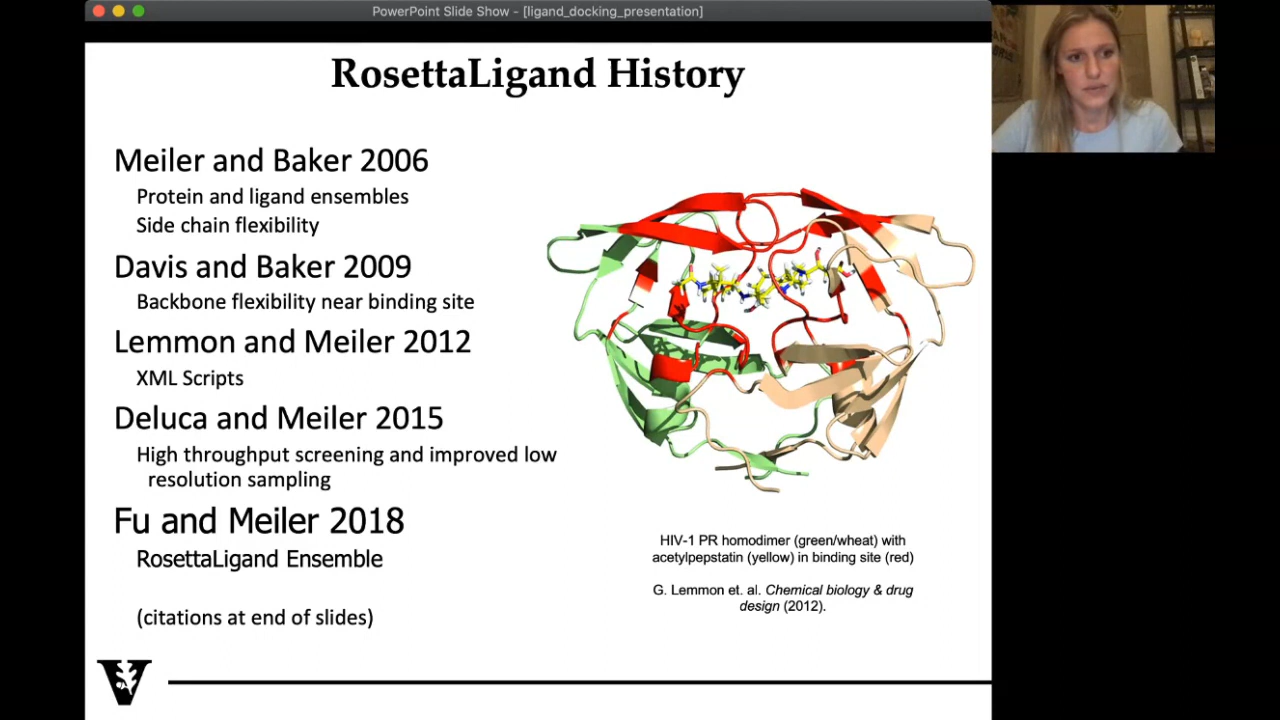 PowerPoint Slide Show - [ligand_docking_presentation]
RosettaLigand History
Meiler and Baker 2006
Protein and ligand ensembles
Side chain flexibility
Davis and Baker 2009
Backbone flexibility near binding site
Lemmon and Meiler 2012
XML Scripts
Deluca and Meiler 2015
High throughput screening and improved low
resolution sampling
Fu and Meiler 2018
RosettaLigand Ensemble
(citations at end of slides)
HIV-1 PR homodimer (green/wheat) with
acetylpepstatin (yellow) in binding site (red)
G. Lemmon et. al. Chemical biology & drug
design (2012).
V